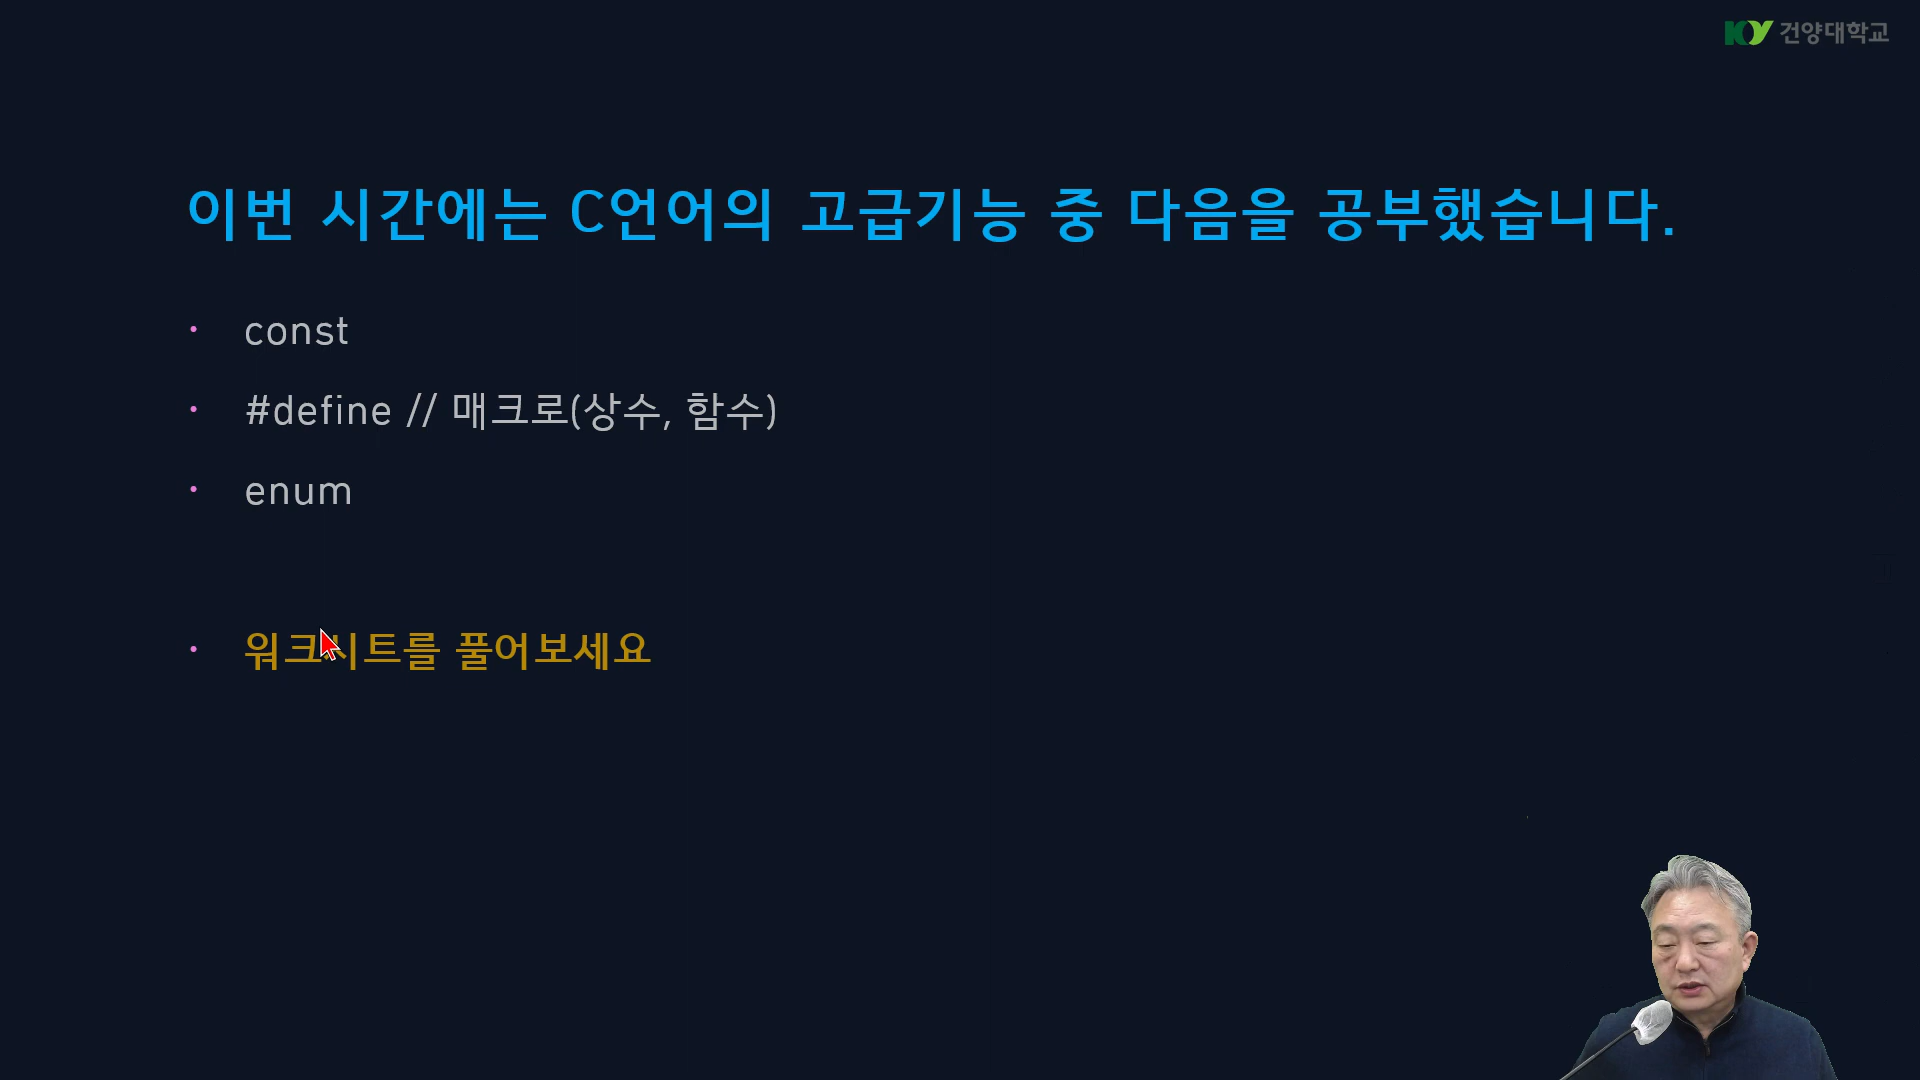 KY 건양대학교
이번 시간에는 C언어의 고급기능 중 다음을 공부했습니다.
• const
• #define // 매크로(상수, 함수)
• enum
• 워크시트를 풀어보세요